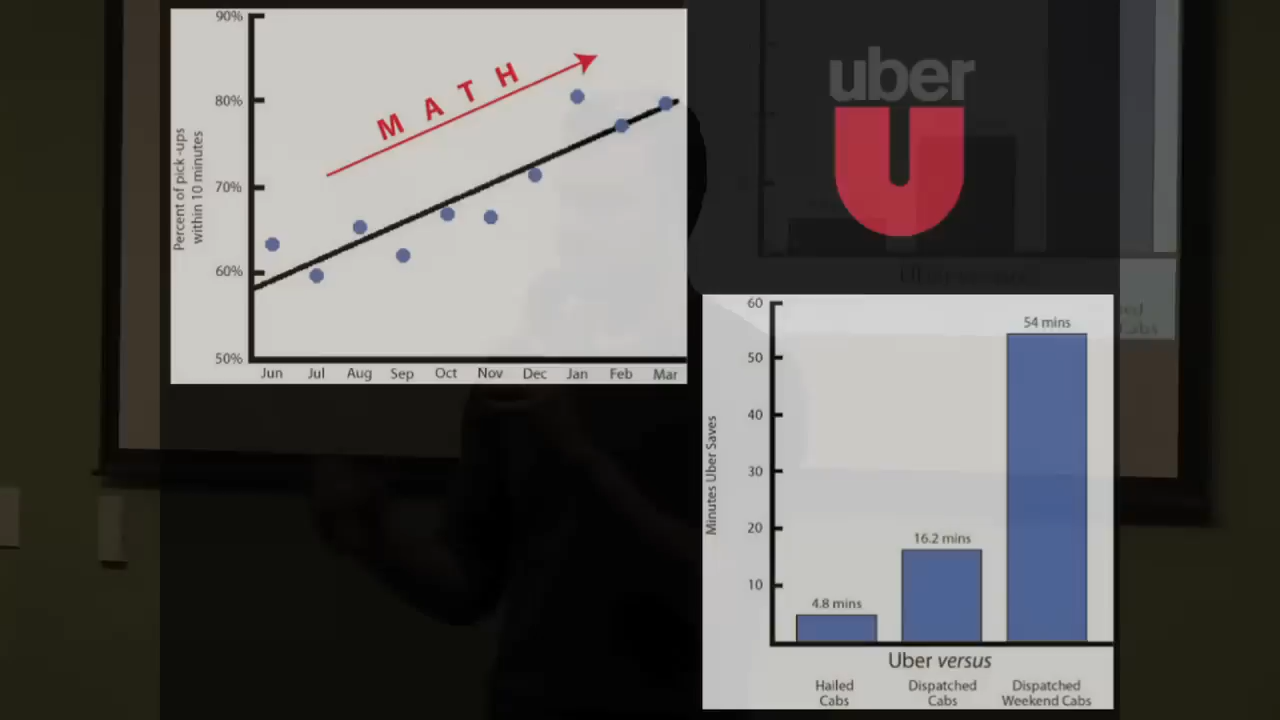 90%
80%
70%
60%
50%
Percent of pick-ups
within 10 minutes
MATH
Jun Jul Aug Sep Oct Nov Dec Jan Feb Mar
uber
60
50
40
30
20
10
Minutes Uber Saves
4.8 mins
16.2 mins
54 mins
Uber versus
Hailed
Cabs
Dispatched
Cabs
Dispatched
Weekend Cabs